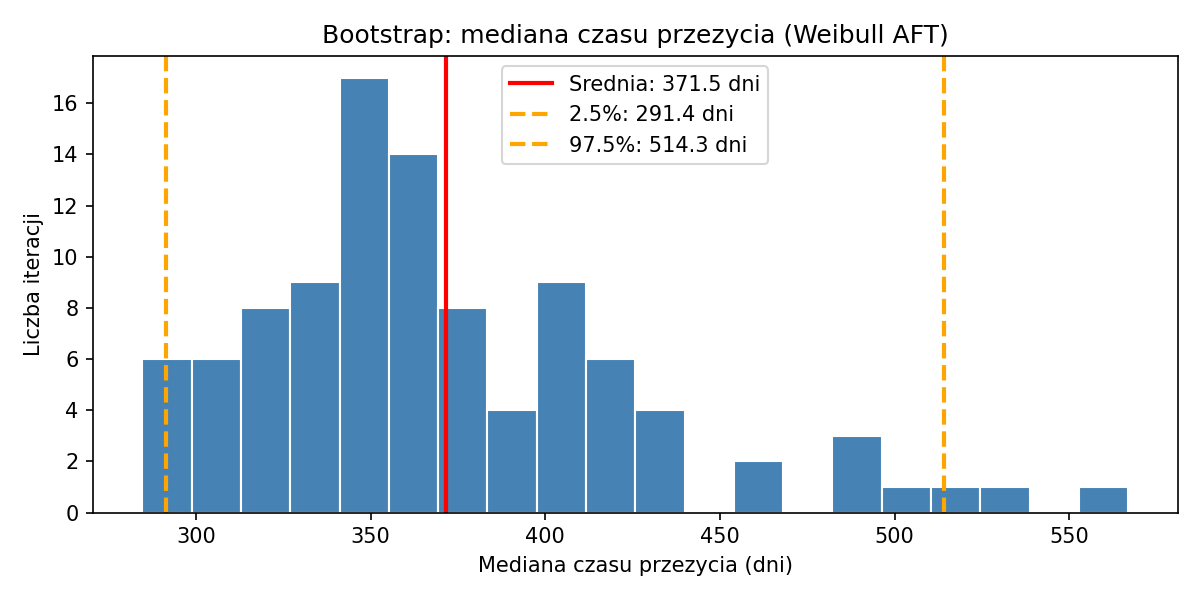 Bootstrap: mediana czasu przezycia (Weibull AFT)
Srednia: 371.5 dni
2.5%: 291.4 dni
97.5%: 514.3 dni
Liczba iteracji
16
14
12
10
8
6
4
2
0
300 350 400 450 500 550
Mediana czasu przezycia (dni)